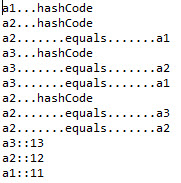 a1...hashCode
a2...hashCode
a2.......equals.......a1
a3...hashCode
a3.......equals.......a2
a3.......equals.......a1
a2...hashCode
a2.......equals.......a3
a2.......equals.......a2
a3::13
a2::12
a1::11